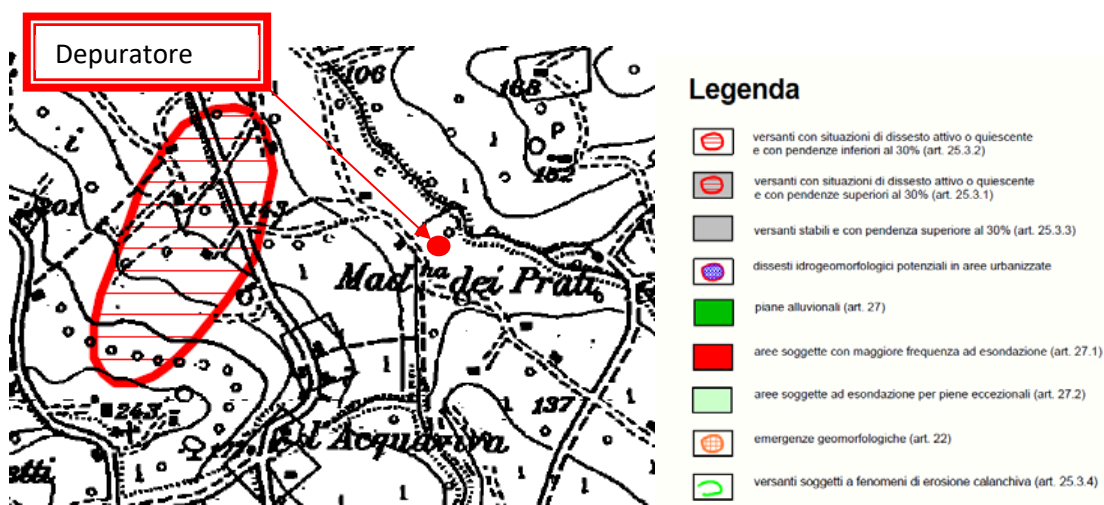 Depuratore
106
168
P
i
201
143
152
Mad.ha dei Prati
137
243
d'Acquaviva
etti
Legenda
versanti con situazioni di dissesto attivo o quiescente
e con pendenze inferiori al 30% (art. 25.3.2)
versanti con situazioni di dissesto attivo o quiescente
e con pendenze superiori al 30% (art. 25.3.1)
versanti stabili e con pendenza superiore al 30% (art. 25.3.3)
dissesti idrogeomorfologici potenziali in aree urbanizzate
piane alluvionali (art. 27)
aree soggette con maggiore frequenza ad esondazione (art. 27.1)
aree soggette ad esondazione per piene eccezionali (art. 27.2)
emergenze geomorfologiche (art. 22)
versanti soggetti a fenomeni di erosione calanchiva (art. 25.3.4)